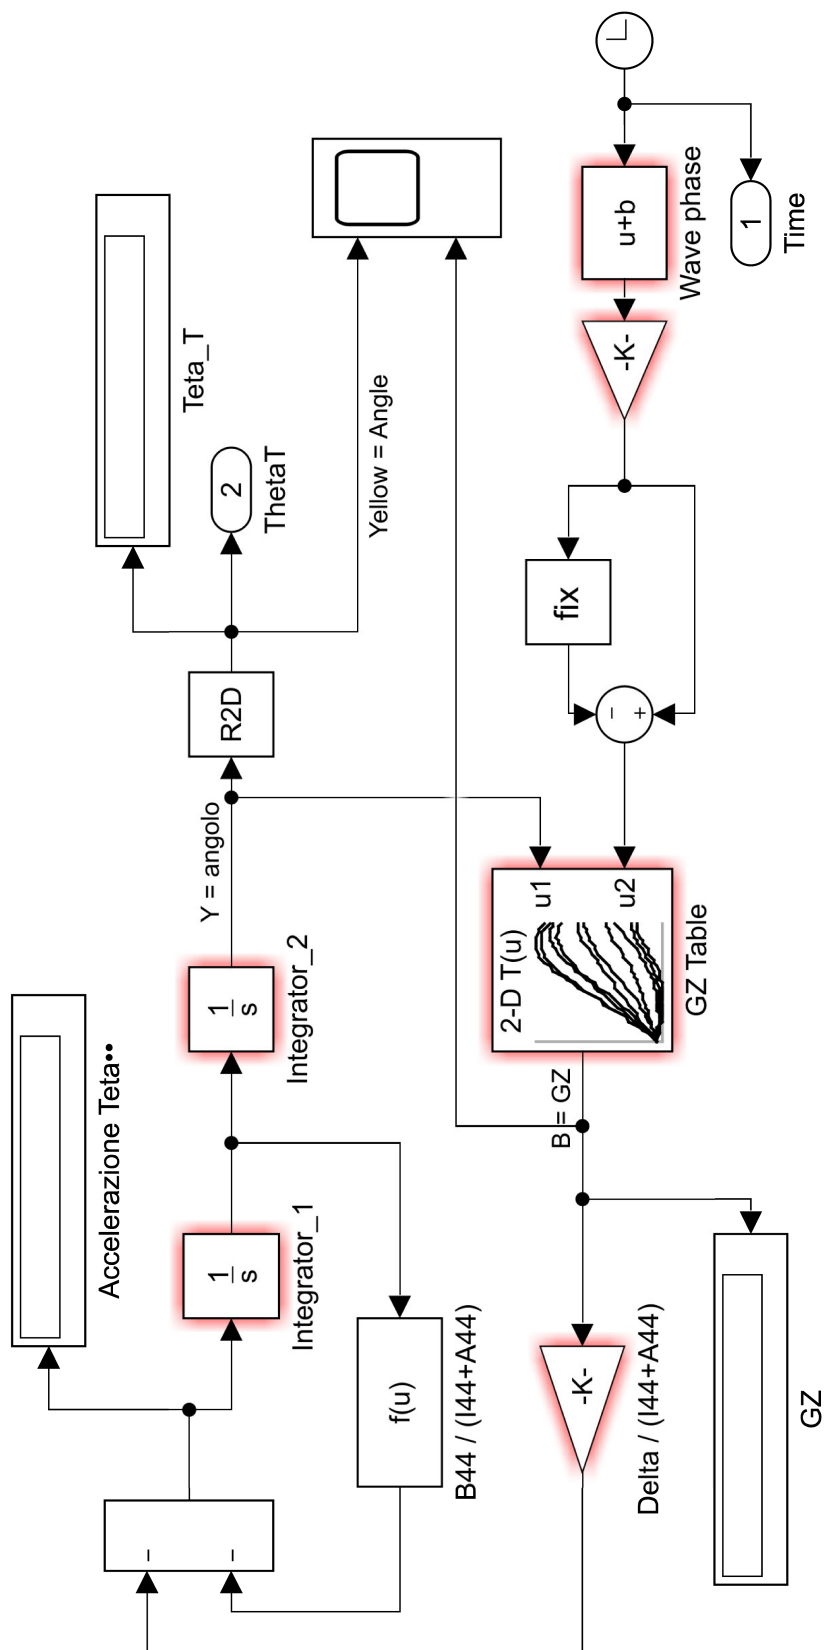 Accelerazione Teta••
Teta_T
–
–
1
s
Integrator_1
1
s
Integrator_2
Y = angolo
R2D
2
ThetaT
f(u)
B44 / (I44+A44)
Yellow = Angle
-K-
Delta / (I44+A44)
B = GZ
2-D T(u)
u1
u2
GZ Table
–
+
fix
-K-
u+b
Wave phase
1
Time
GZ